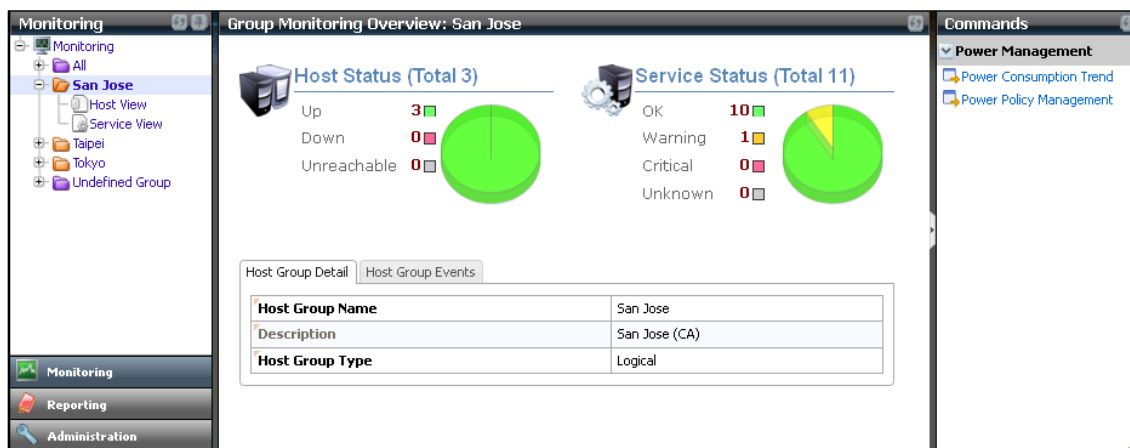 Monitoring
Monitoring
All
San Jose
Host View
Service View
Taipei
Tokyo
Undefined Group
Monitoring
Reporting
Administration
Group Monitoring Overview: San Jose
Host Status (Total 3)
Up 3
Down 0
Unreachable 0
Service Status (Total 11)
OK 10
Warning 1
Critical 0
Unknown 0
Host Group Detail Host Group Events
Host Group Name San Jose
Description San Jose (CA)
Host Group Type Logical
Commands
Power Management
Power Consumption Trend
Power Policy Management